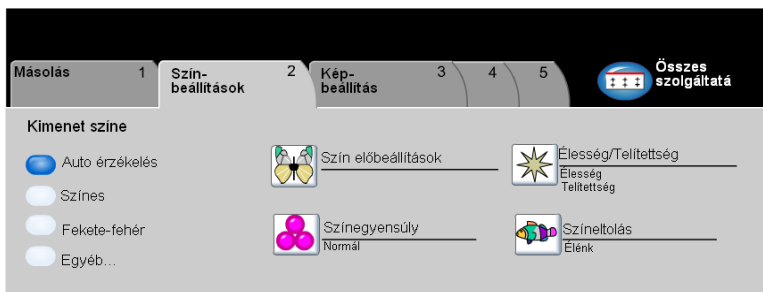 Másolás 1
Szín-
beállítások 2
Kép-
beállítás 3
4
5
Összes
szolgáltatá
Kimenet színe
Auto érzékelés
Színes
Fekete-fehér
Egyéb...
Szín előbeállítások
Élesség/Telítettség
Élesség
Telítettség
Színegyensúly
Normál
Színeltolás
Élénk